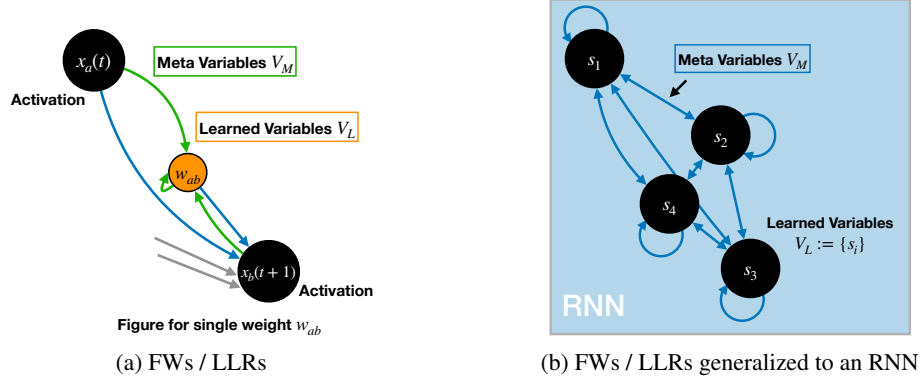 x_a(t)
Activation
Meta Variables V_M
Learned Variables V_L
w_ab
x_b(t + 1)
Activation
Figure for single weight w_ab
(a) FWs / LLRs
s_1
Meta Variables V_M
s_2
s_4
Learned Variables
V_L := {s_i}
s_3
RNN
(b) FWs / LLRs generalized to an RNN